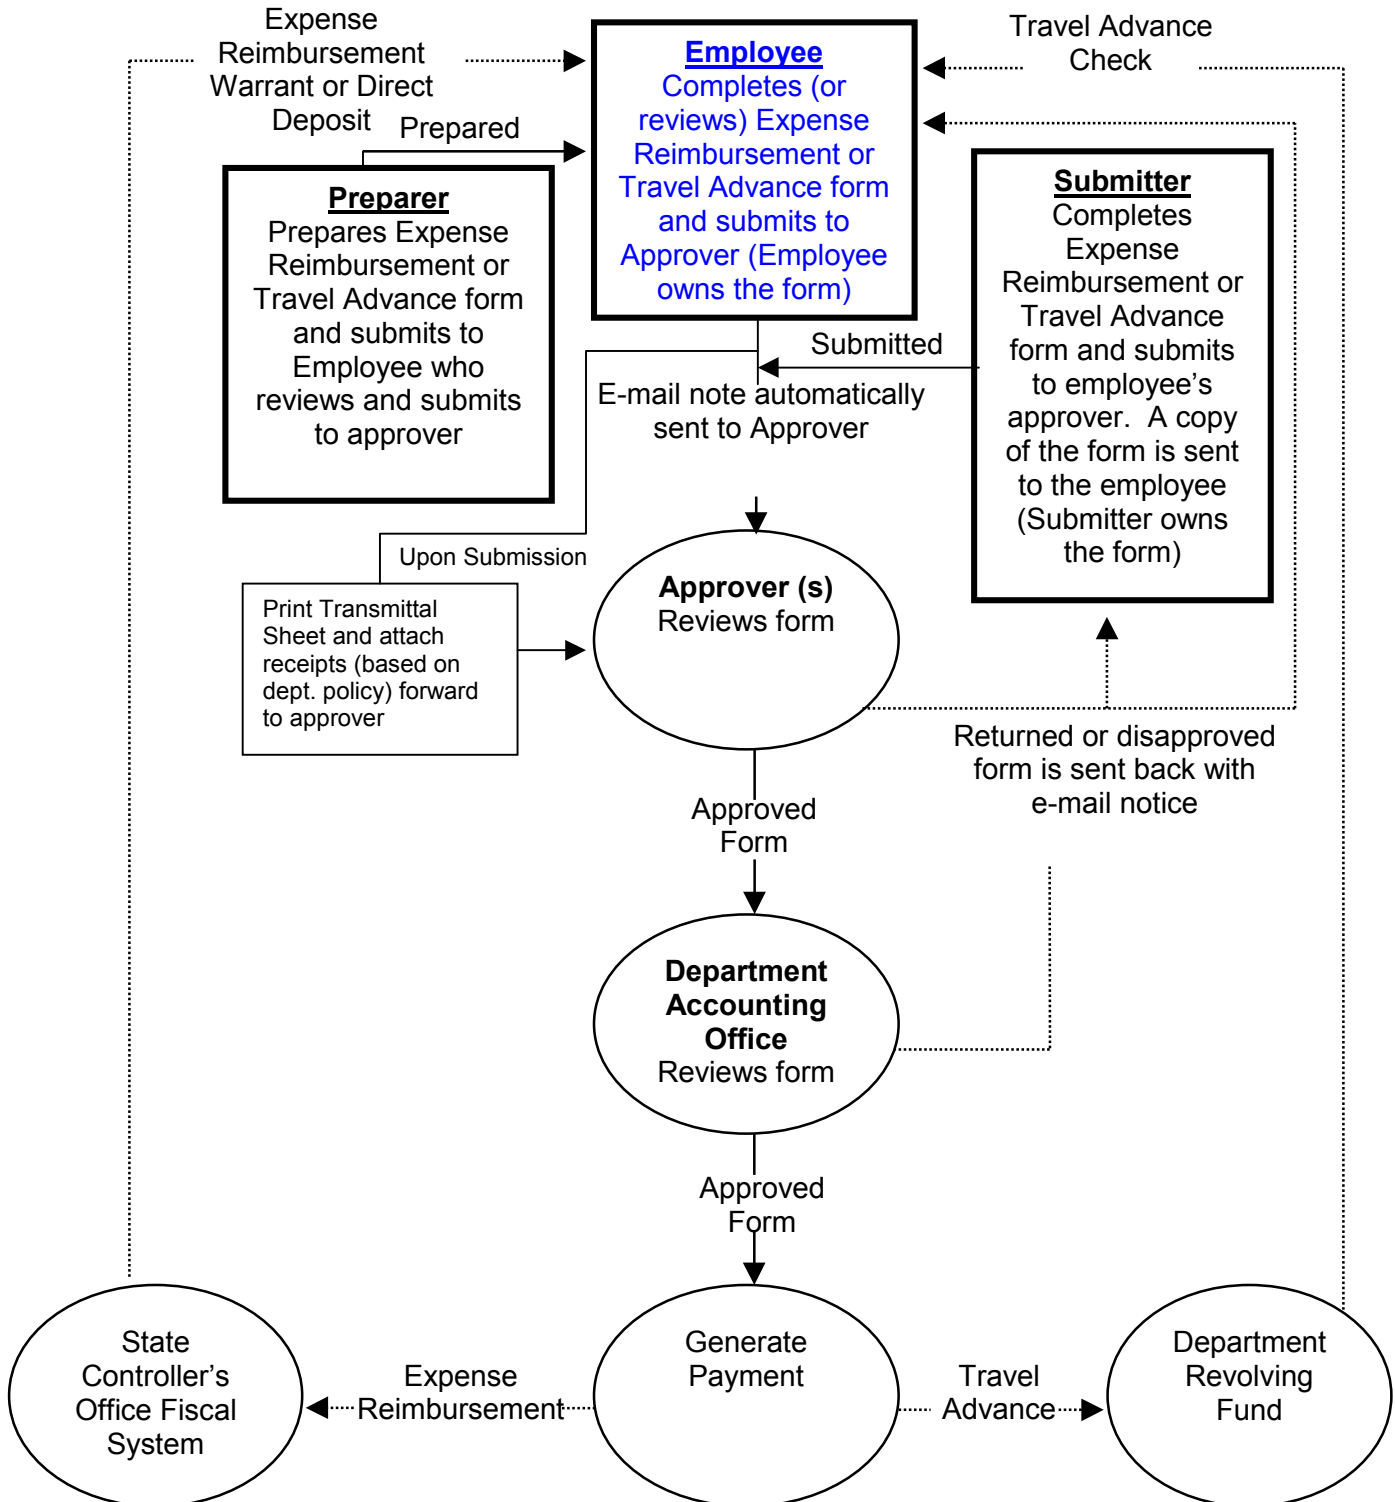 Expense
Reimbursement
Warrant or Direct
Deposit
Employee
Completes (or
reviews) Expense
Reimbursement or
Travel Advance form
and submits to
Approver (Employee
owns the form)
Travel Advance
Check
Prepared
Preparer
Prepares Expense
Reimbursement or
Travel Advance form
and submits to
Employee who
reviews and submits
to approver
Submitter
Completes
Expense
Reimbursement or
Travel Advance
form and submits
to employee’s
approver.  A copy
of the form is sent
to the employee
(Submitter owns
the form)
Submitted
E-mail note automatically
sent to Approver
Upon Submission
Print Transmittal
Sheet and attach
receipts (based on
dept. policy) forward
to approver
Approver (s)
Reviews form
Returned or disapproved
form is sent back with
e-mail notice
Approved
Form
Department
Accounting
Office
Reviews form
Approved
Form
State
Controller’s
Office Fiscal
System
Expense
Reimbursement
Generate
Payment
Travel
Advance
Department
Revolving
Fund